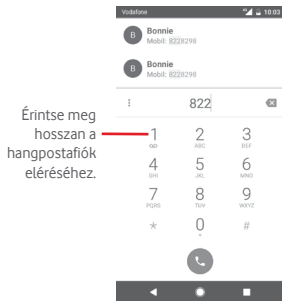 Vodafone 10:03
B Bonnie
Mobil: 8228298
B Bonnie
Mobil: 8228298
822
Érintse meg
hosszan a
hangpostafiók
eléréséhez.
1 2 3
ABC DEF
4 5 6
GHI JKL MNO
7 8 9
PQRS TUV WXYZ
* 0 #
+